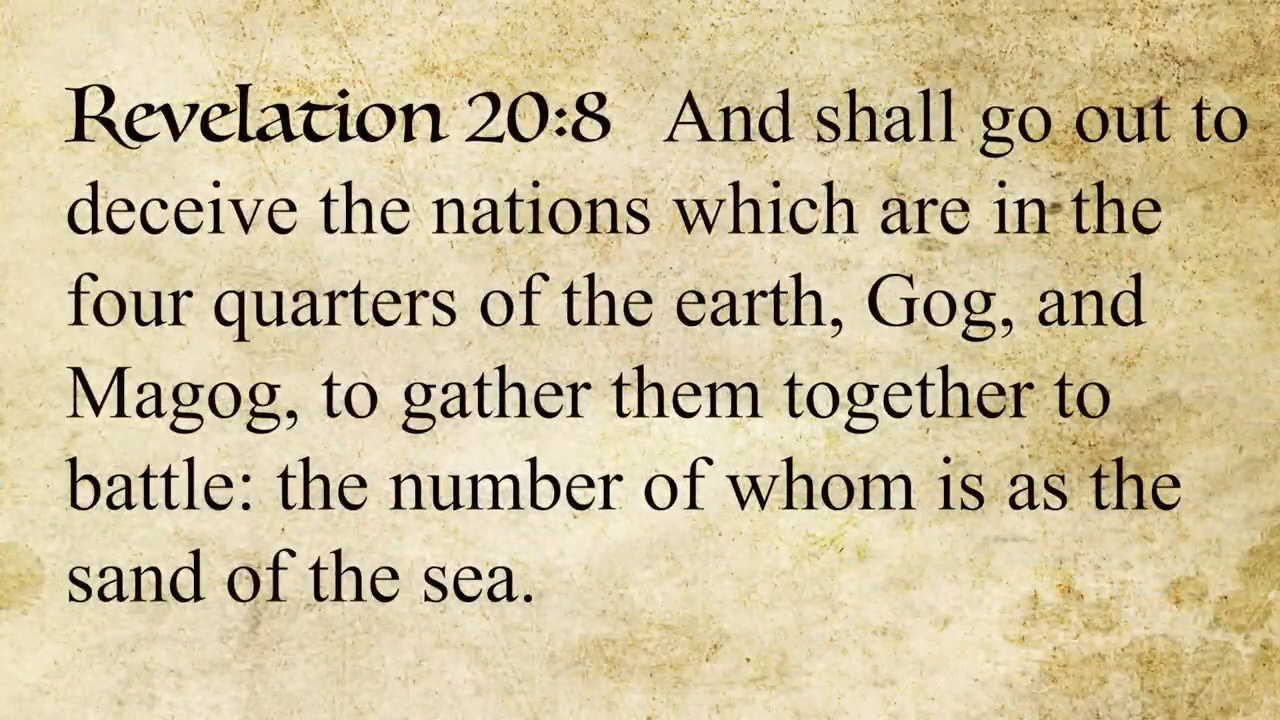 Revelation 20:8 And shall go out to
deceive the nations which are in the
four quarters of the earth, Gog, and
Magog, to gather them together to
battle: the number of whom is as the
sand of the sea.